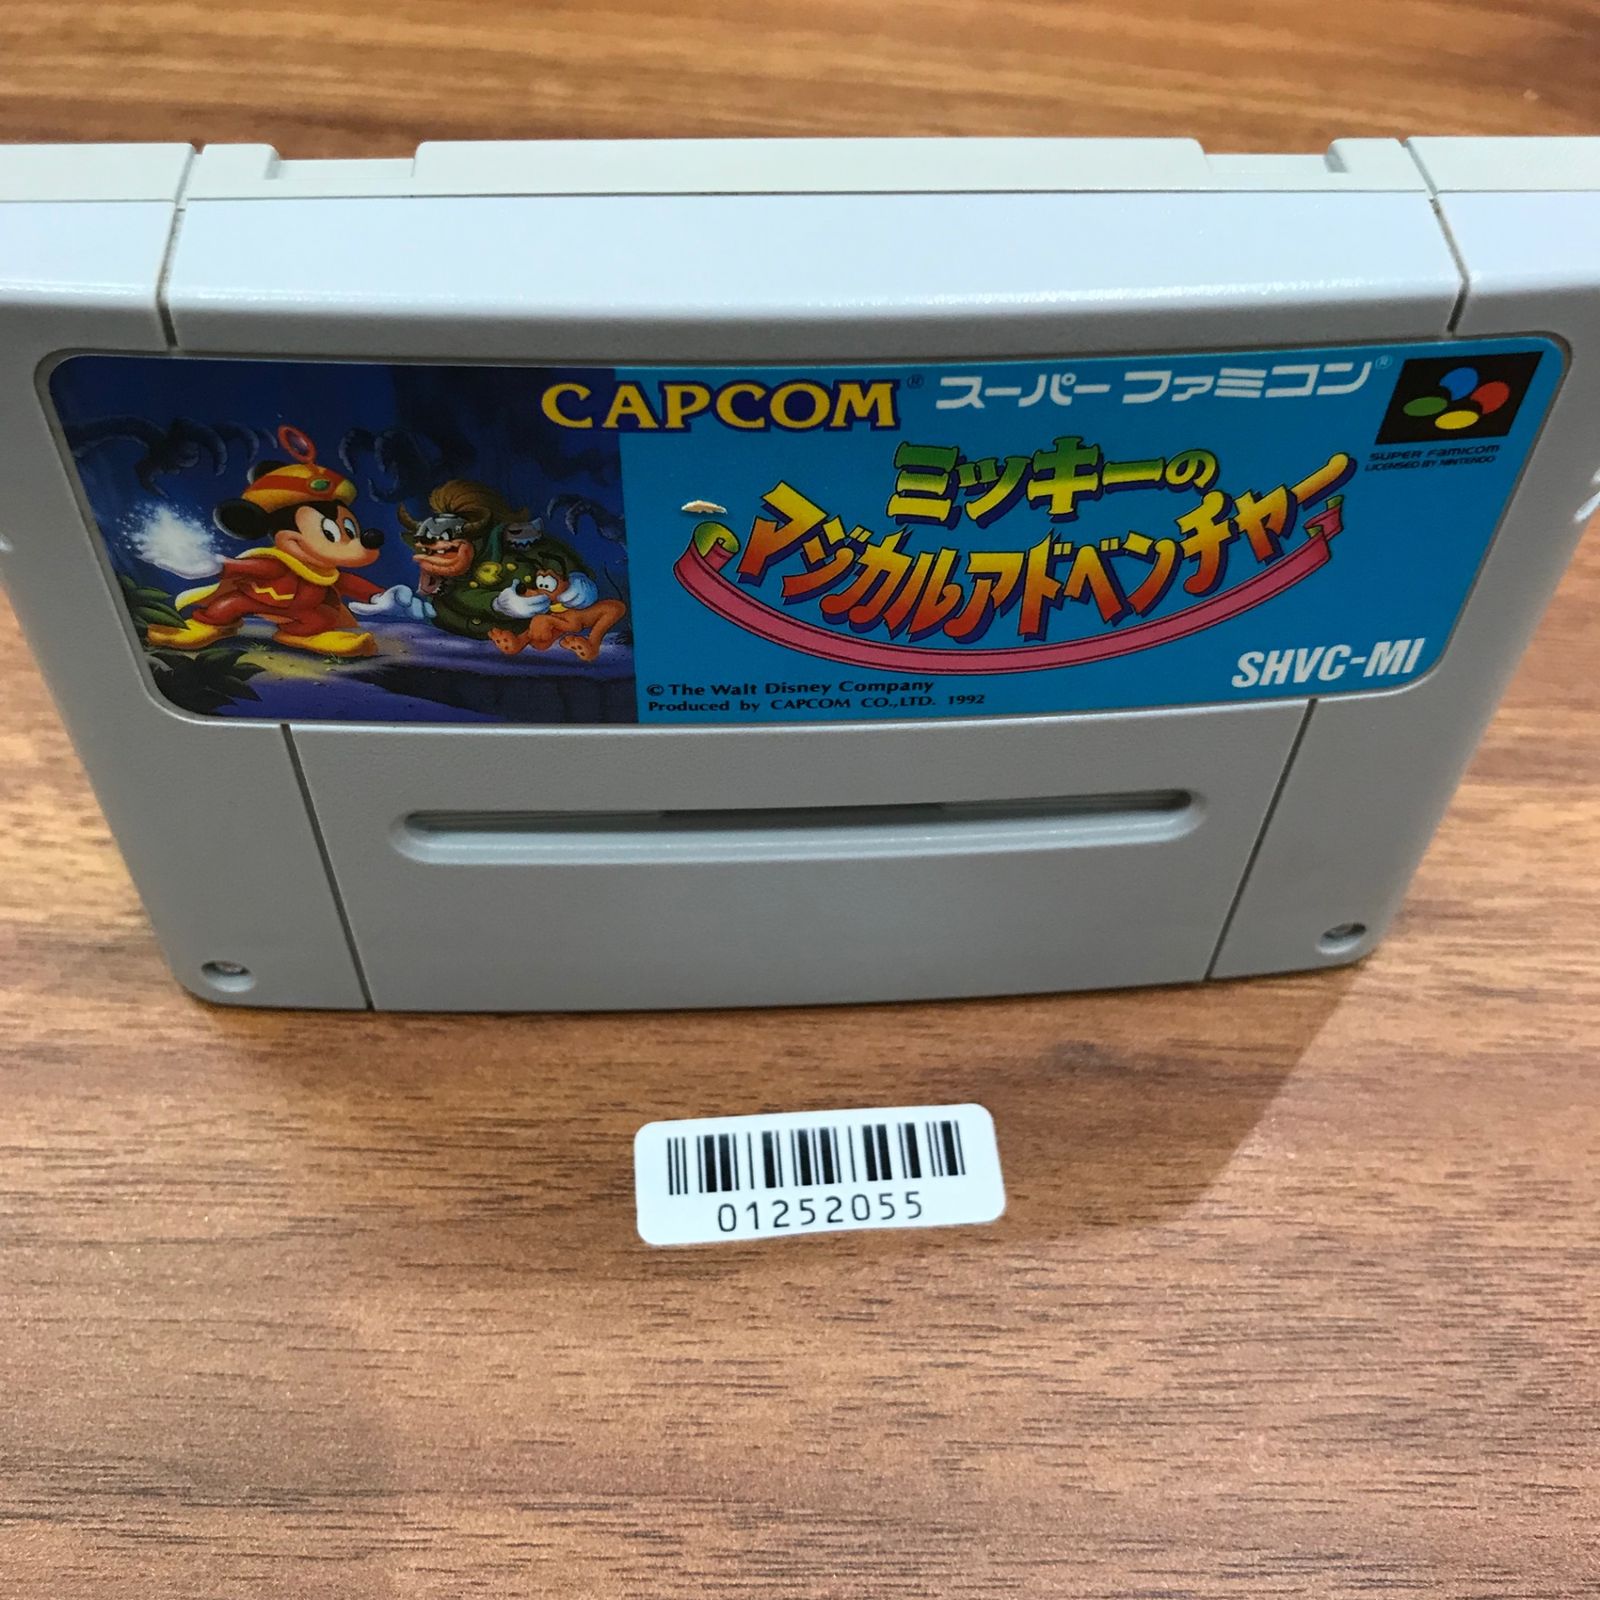 CAPCOM® スーパーファミコン®
SUPER FAMICOM
LICENSED BY NINTENDO
ミッキーの
マジカルアドベンチャー
SHVC-MI
© The Walt Disney Company
Produced by CAPCOM CO.,LTD. 1992
01252055